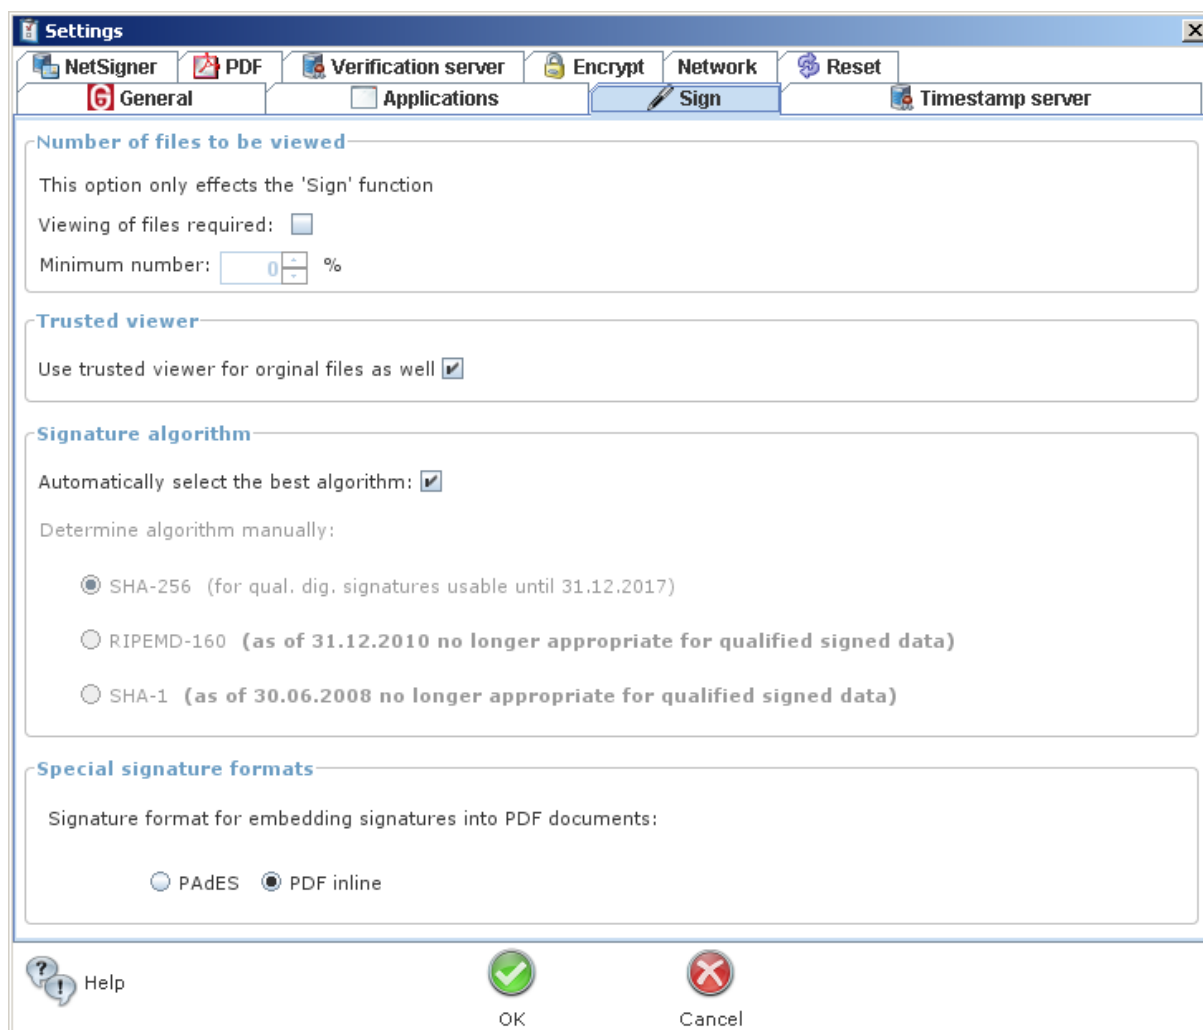 Settings
NetSigner PDF Verification server Encrypt Network Reset
General Applications Sign Timestamp server
Number of files to be viewed
This option only effects the 'Sign' function
Viewing of files required:
Minimum number: 0 %
Trusted viewer
Use trusted viewer for orginal files as well
Signature algorithm
Automatically select the best algorithm:
Determine algorithm manually:
SHA-256 (for qual. dig. signatures usable until 31.12.2017)
RIPEMD-160 (as of 31.12.2010 no longer appropriate for qualified signed data)
SHA-1 (as of 30.06.2008 no longer appropriate for qualified signed data)
Special signature formats
Signature format for embedding signatures into PDF documents:
PAdES PDF inline
Help
OK Cancel